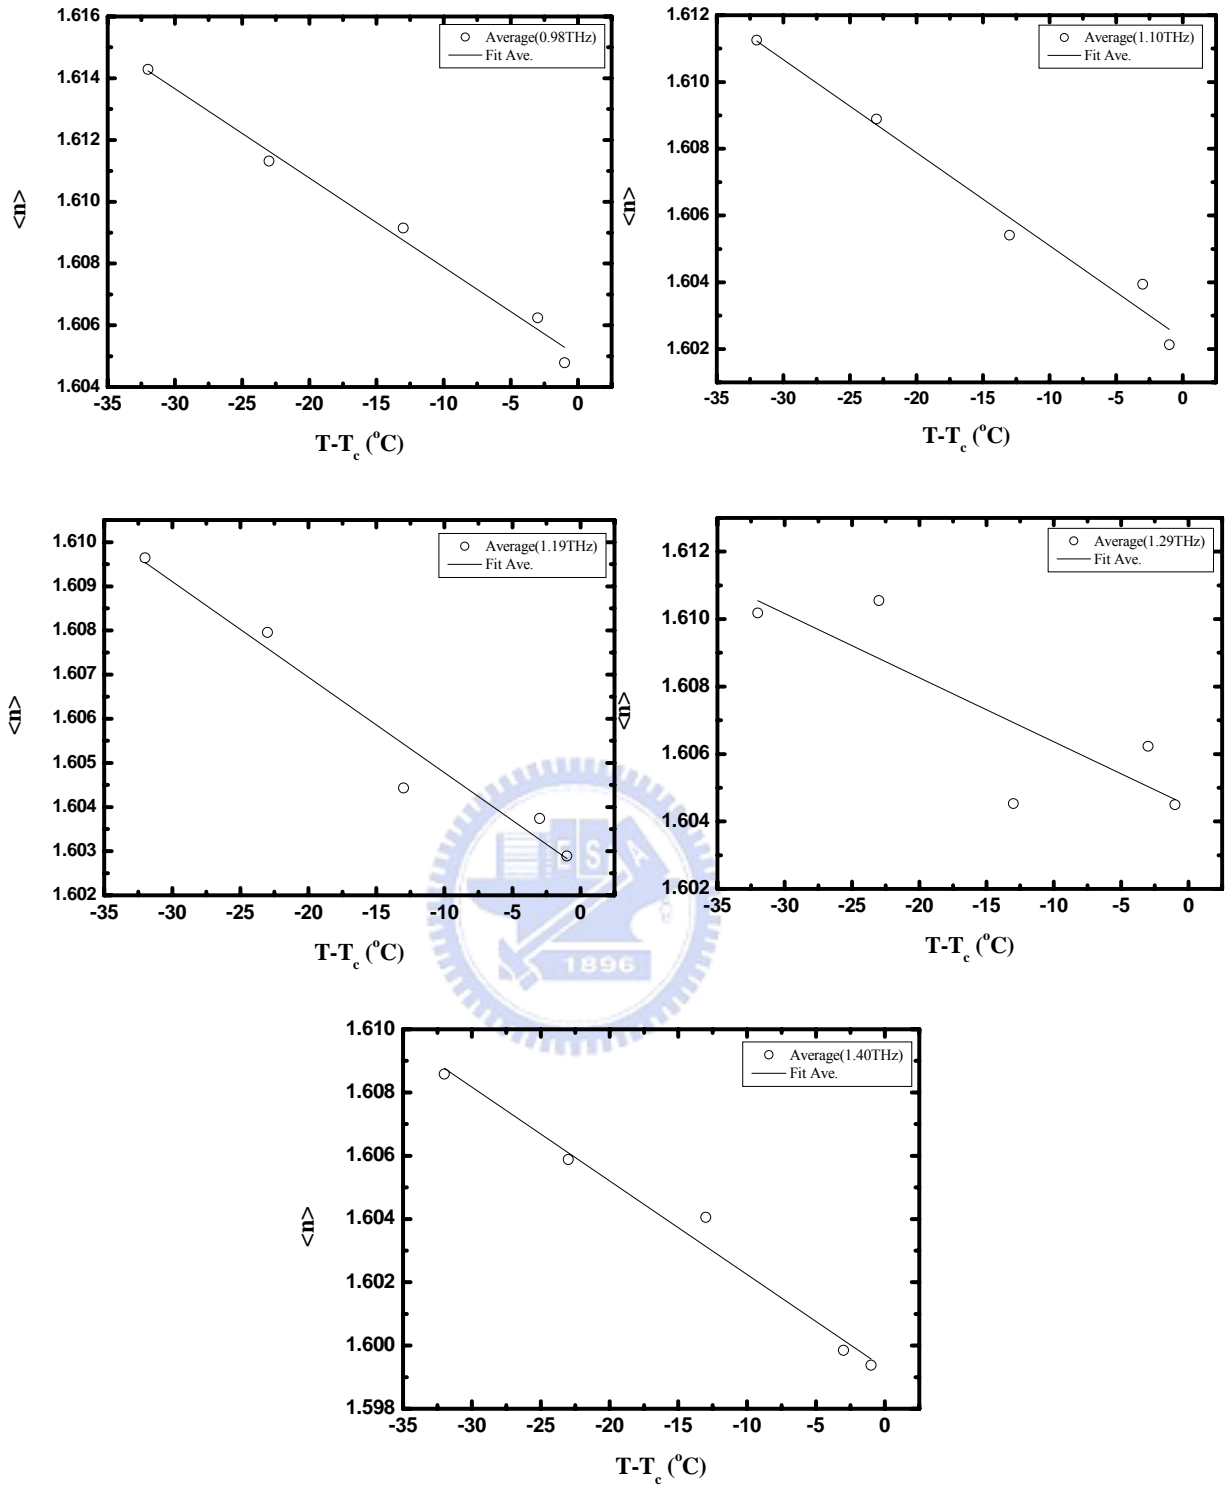 1.616
1.614
1.612
1.610
1.608
1.606
1.604
<n>
Average(0.98THz)
Fit Ave.
-35 -30 -25 -20 -15 -10 -5 0
T-Tc (oC)
1.612
1.610
1.608
1.606
1.604
1.602
<n>
Average(1.10THz)
Fit Ave.
-35 -30 -25 -20 -15 -10 -5 0
T-Tc (oC)
1.610
1.609
1.608
1.607
1.606
1.605
1.604
1.603
1.602
<n>
Average(1.19THz)
Fit Ave.
-35 -30 -25 -20 -15 -10 -5 0
T-Tc (oC)
1.612
1.610
1.608
1.606
1.604
1.602
<n>
Average(1.29THz)
Fit Ave.
-35 -30 -25 -20 -15 -10 -5 0
T-Tc (oC)
E S A
1896
1.610
1.608
1.606
1.604
1.602
1.600
1.598
<n>
Average(1.40THz)
Fit Ave.
-35 -30 -25 -20 -15 -10 -5 0
T-Tc (oC)